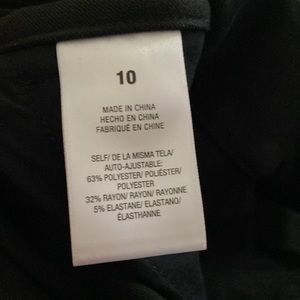 10
MADE IN CHINA
HECHO EN CHINA
FABRIQUÉ EN CHINE
SELF/ DE LA MISMA TELA/
AUTO-AJUSTABLE:
63% POLYESTER/ POLIÉSTER/
POLYESTER
32% RAYON/ RAYON/ RAYONNE
5% ELASTANE/ ELASTANO/
ÉLASTHANNE